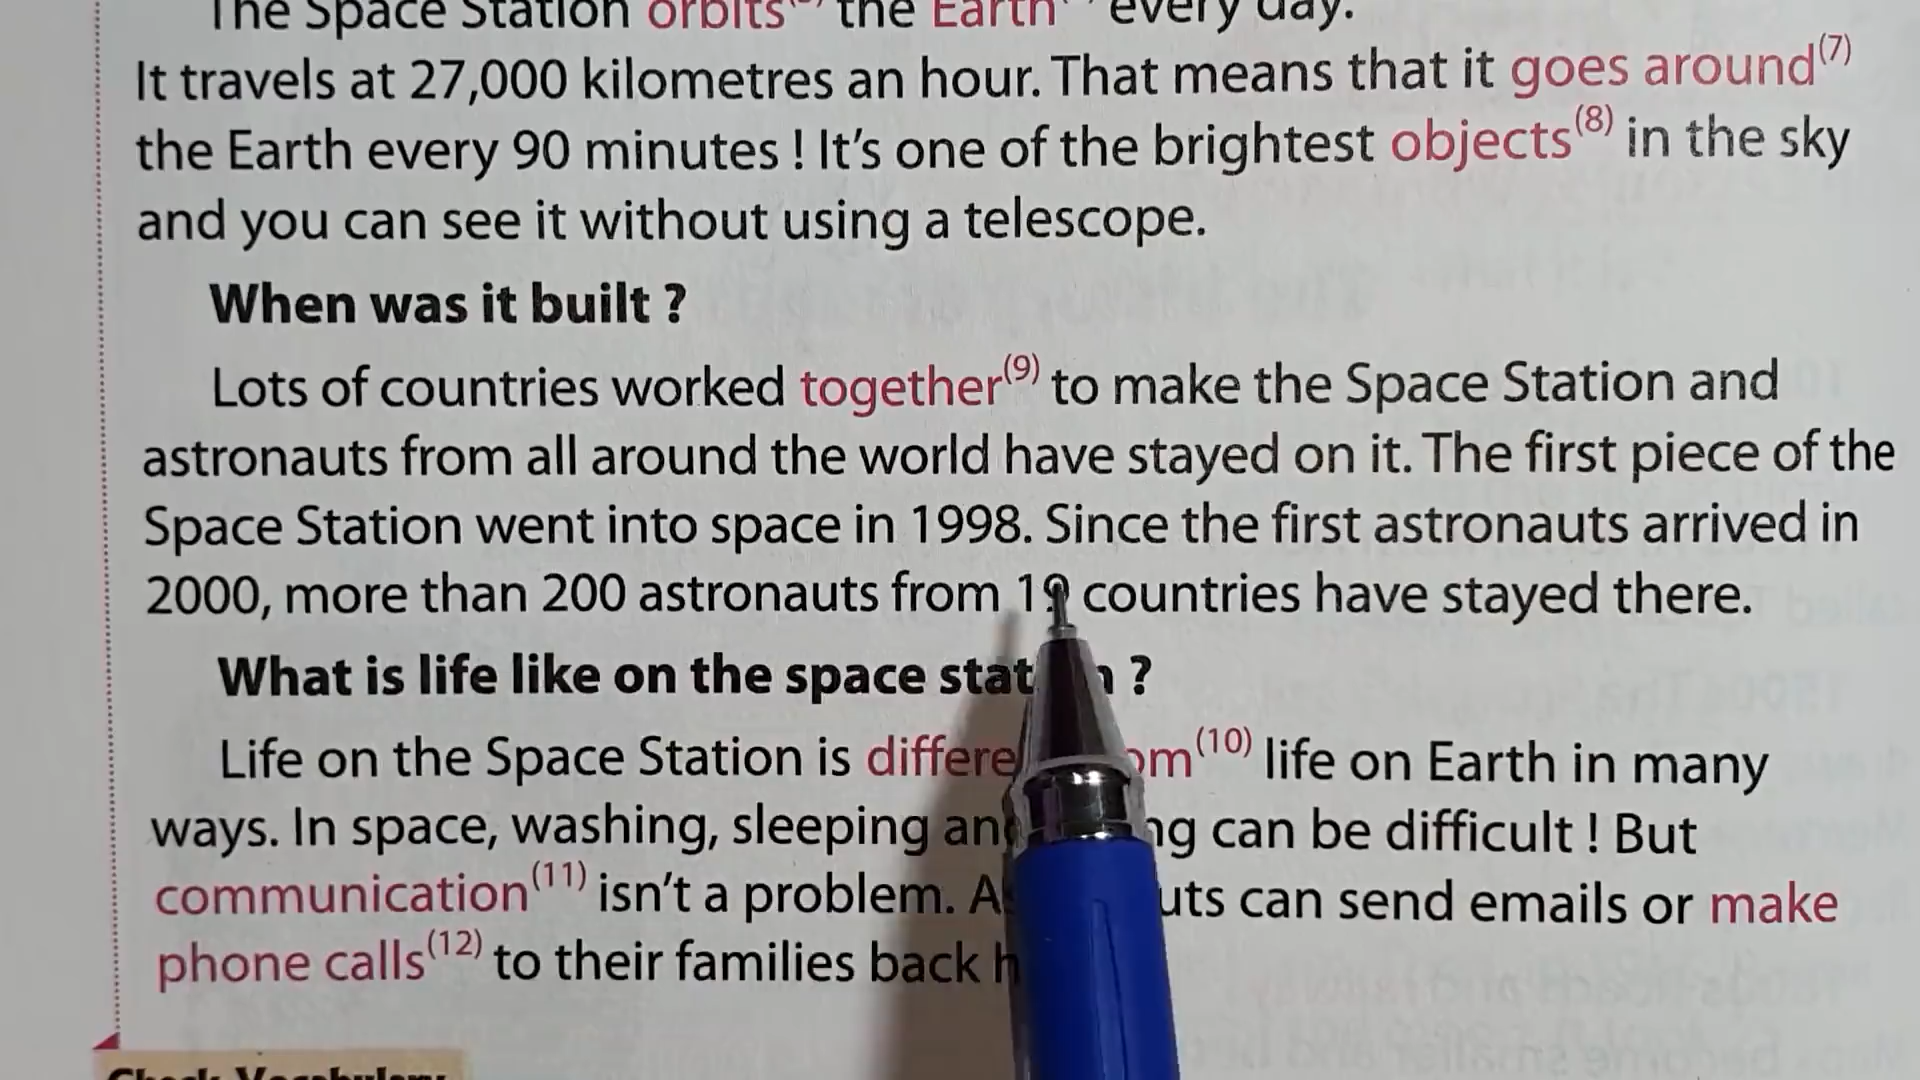 The Space Station orbits the Earth every day.
It travels at 27,000 kilometres an hour. That means that it goes around(7)
the Earth every 90 minutes ! It's one of the brightest objects(8) in the sky
and you can see it without using a telescope.
When was it built ?
Lots of countries worked together(9) to make the Space Station and
astronauts from all around the world have stayed on it. The first piece of the
Space Station went into space in 1998. Since the first astronauts arrived in
2000, more than 200 astronauts from 19 countries have stayed there.
What is life like on the space ?
Life on the Space Station is (10) life on Earth in many
ways. In space, washing, sleeping can be difficult ! But
communication(11) isn't a problem. can send emails or make
phone calls(12) to their families back
Check Vocabulary